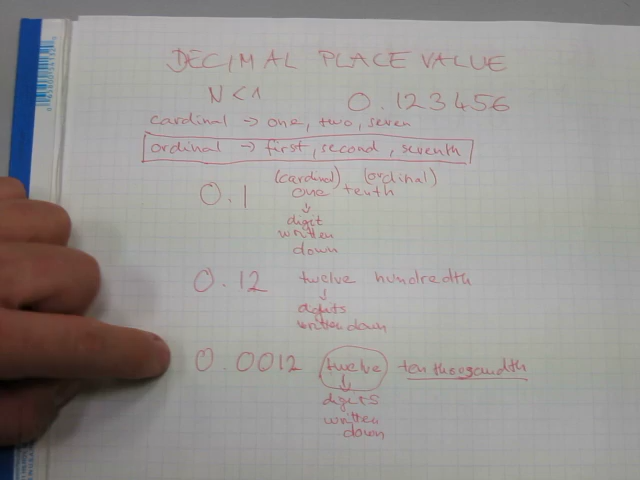 DECIMAL PLACE VALUE
N<1 0.123456
cardinal → one, two, seven
ordinal → first, second, seventh
(cardinal) (ordinal)
0.1 one tenth
↓
digit
written
down
0.12 twelve hundredth
↓
digits
written down
0.0012 twelve ten thousandth
↓
digits
written
down